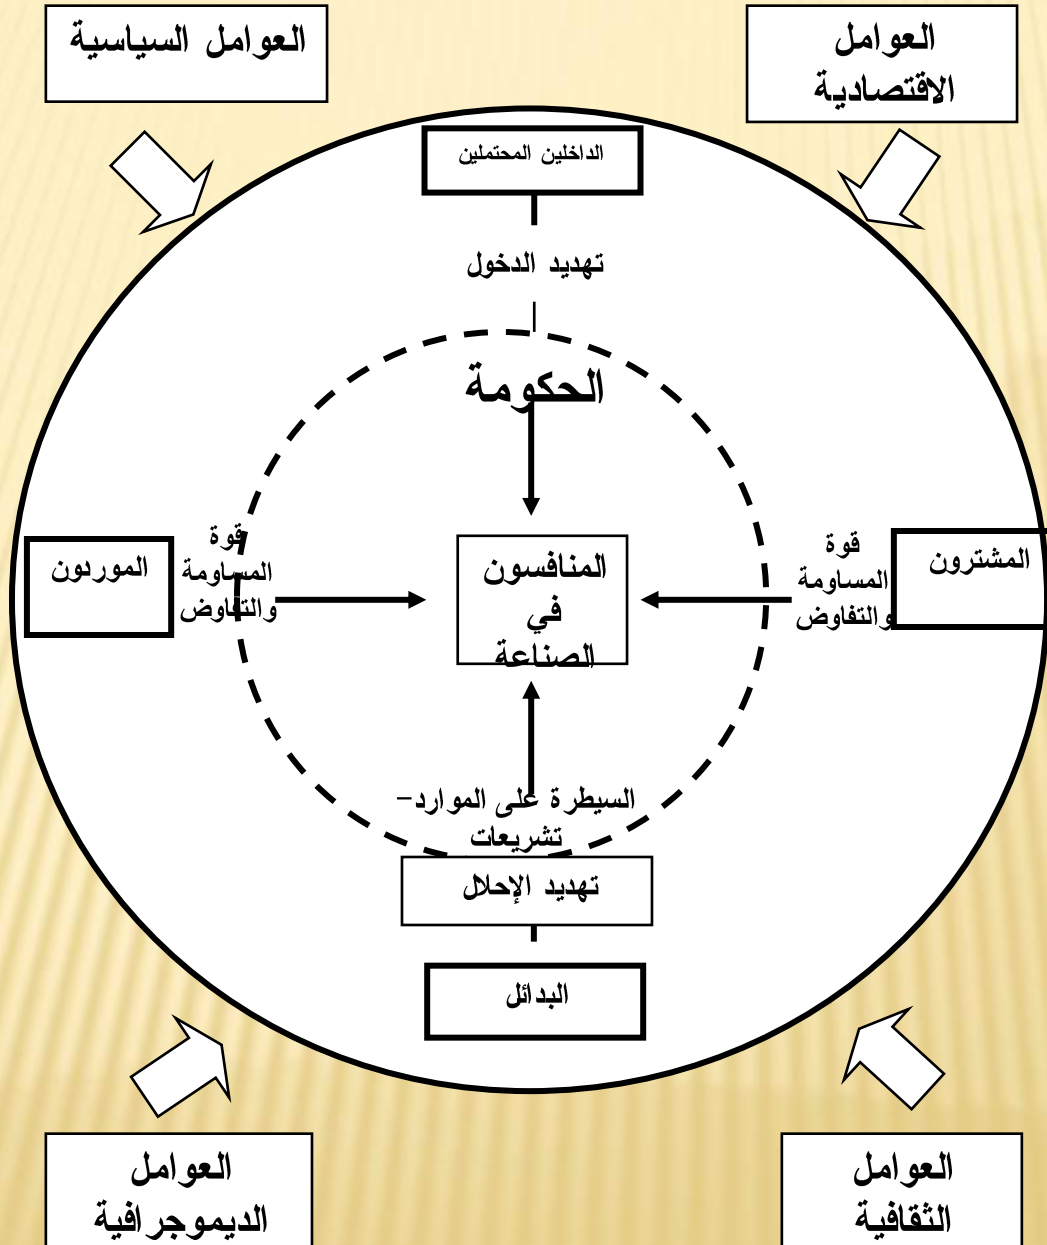 العوامل السياسية
العوامل
الاقتصادية
الداخلين المحتملين
تهديد الدخول
الحكومة
المشترون
قوة
المساومة
والتفاوض
المنافسون
في
الصناعة
قوة
المساومة
والتفاوض
الموردون
السيطرة على الموارد-
تشريعات
تهديد الإحلال
البدائل
العوامل
الثقافية
العوامل
الديموجرافية